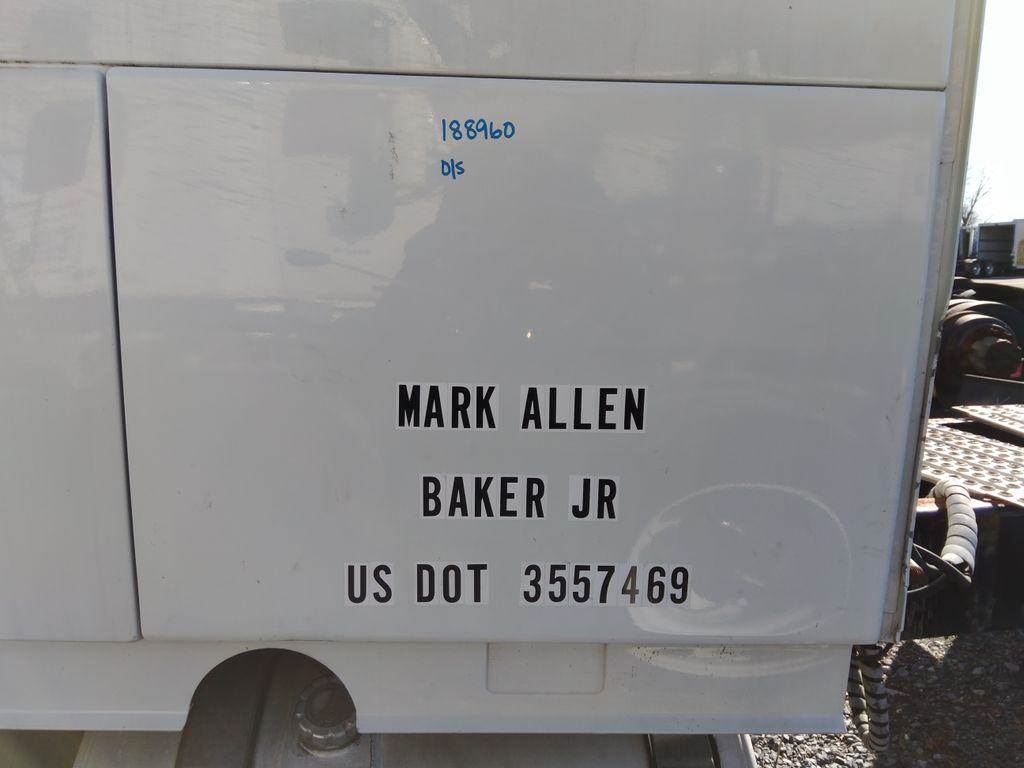 188960
D/S
MARK ALLEN
BAKER JR
US DOT 3557469